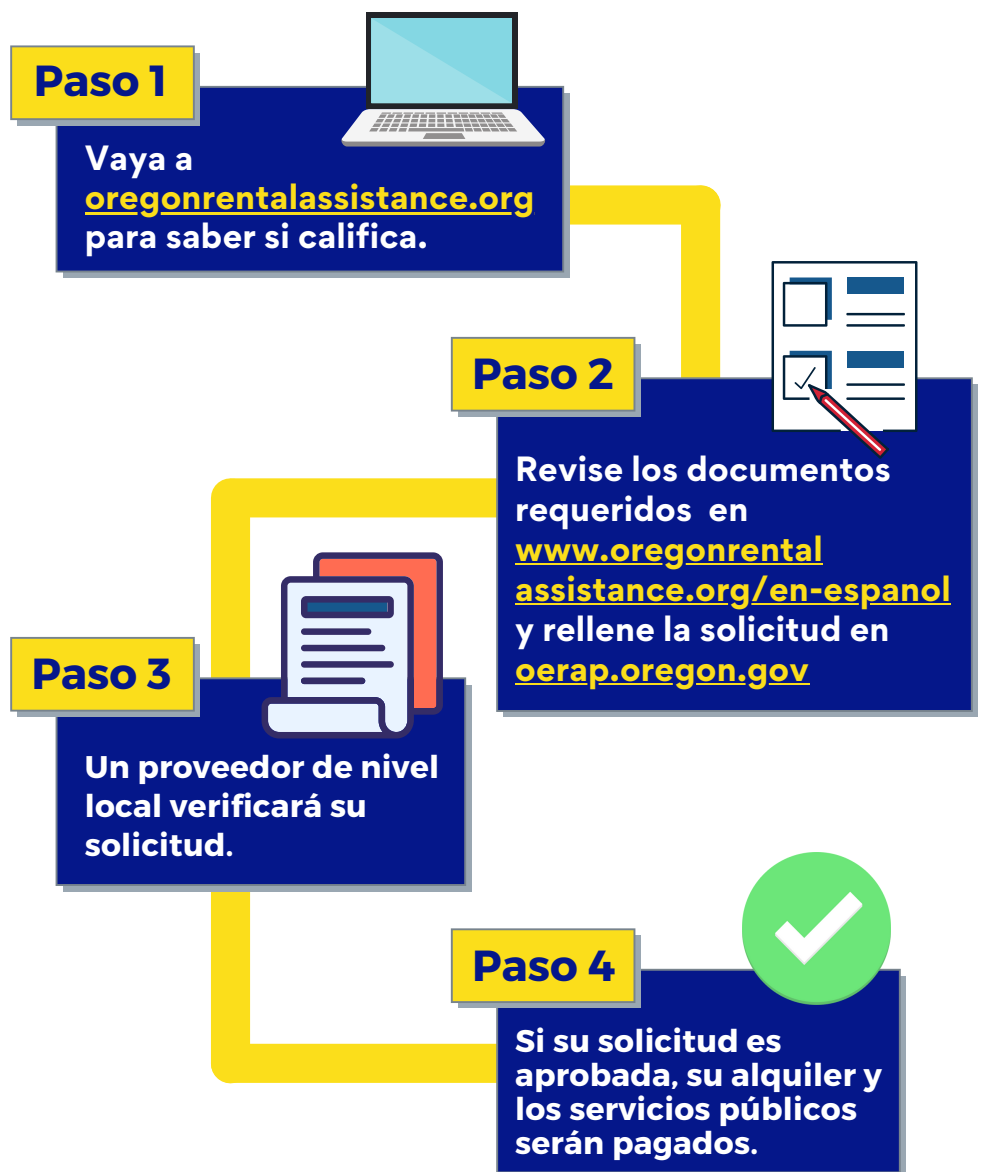 Paso 1
Vaya a
oregonrentalassistance.org
para saber si califica.
Paso 2
Revise los documentos
requeridos en
www.oregonrental
assistance.org/en-espanol
y rellene la solicitud en
oerap.oregon.gov
Paso 3
Un proveedor de nivel
local verificará su
solicitud.
Paso 4
Si su solicitud es
aprobada, su alquiler y
los servicios públicos
serán pagados.